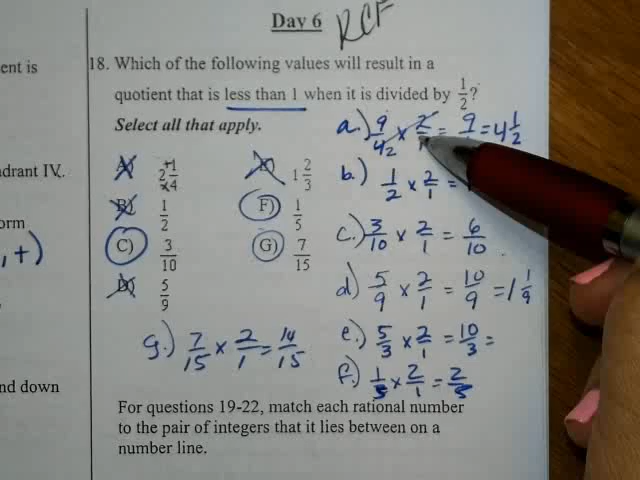 Day 6
RCF
ent is
18. Which of the following values will result in a
quotient that is less than 1 when it is divided by 1/2?
Select all that apply.
a.) 9/4 2 × 2/1 = 9 = 4 1/2
adrant IV.
A) 2 1/4
1 2/3
b.) 1/2 × 2/1 =
B) 1/2
F) 1/5
orm
, +)
C) 3/10
G) 7/15
c.) 3/10 × 2/1 = 6/10
D) 5/9
d.) 5/9 × 2/1 = 10/9 = 1 1/9
g.) 7/15 × 2/1 = 14/15
e.) 5/3 × 2/1 = 10/3 =
nd down
f.) 1/5 × 2/1 = 2/5
For questions 19-22, match each rational number
to the pair of integers that it lies between on a
number line.